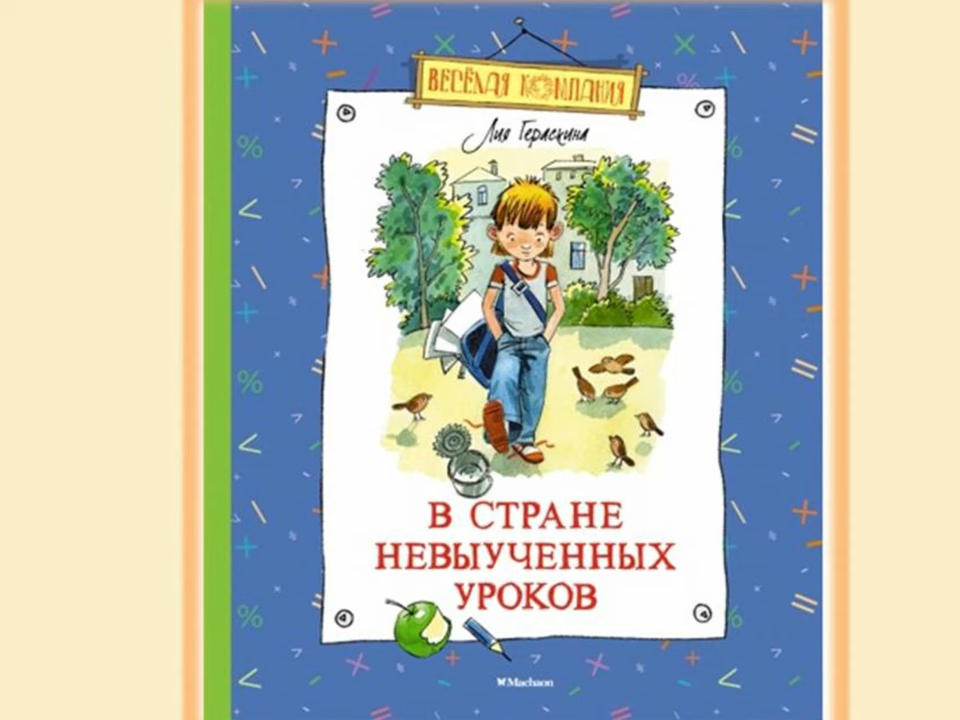 ВЕСЁЛАЯ КОМПАНИЯ
Лия Гераскина
В СТРАНЕ
НЕВЫУЧЕННЫХ
УРОКОВ
Machaon